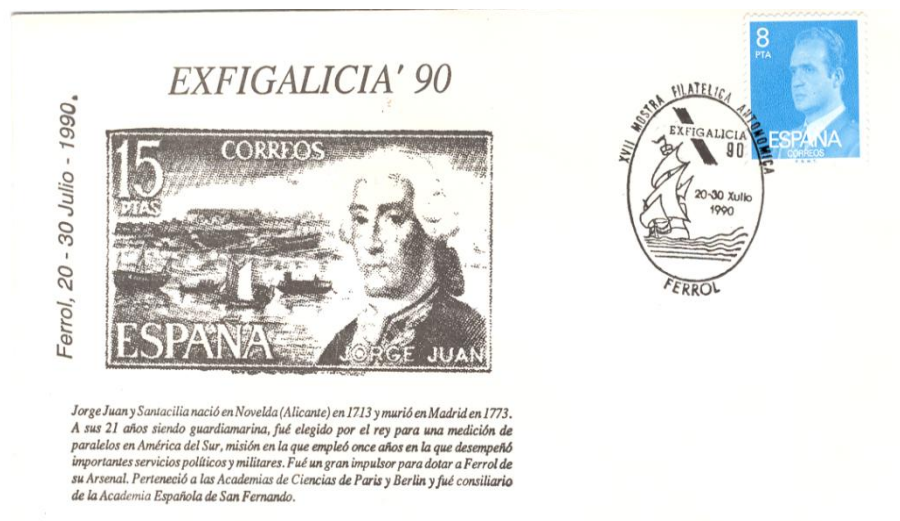 EXFIGALICIA' 90
Ferrol, 20 - 30 Julio - 1990.
15
PTAS
CORREOS
ESPAÑA
JORGE JUAN
8
PTA
ESPAÑA
CORREOS
XVII MOSTRA FILATELICA AUTONOMICA
EXFIGALICIA
90
20-30 Xullo
1990
FERROL
Jorge Juan y Santacilia nació en Novelda (Alicante) en 1713 y murió en Madrid en 1773.
A sus 21 años siendo guardiamarina, fué elegido por el rey para una medición de
paralelos en América del Sur, misión en la que empleó once años en la que desempeñó
importantes servicios políticos y militares. Fué un gran impulsor para dotar a Ferrol de
su Arsenal. Perteneció a las Academias de Ciencias de Paris y Berlin y fué consiliario
de la Academia Española de San Fernando.